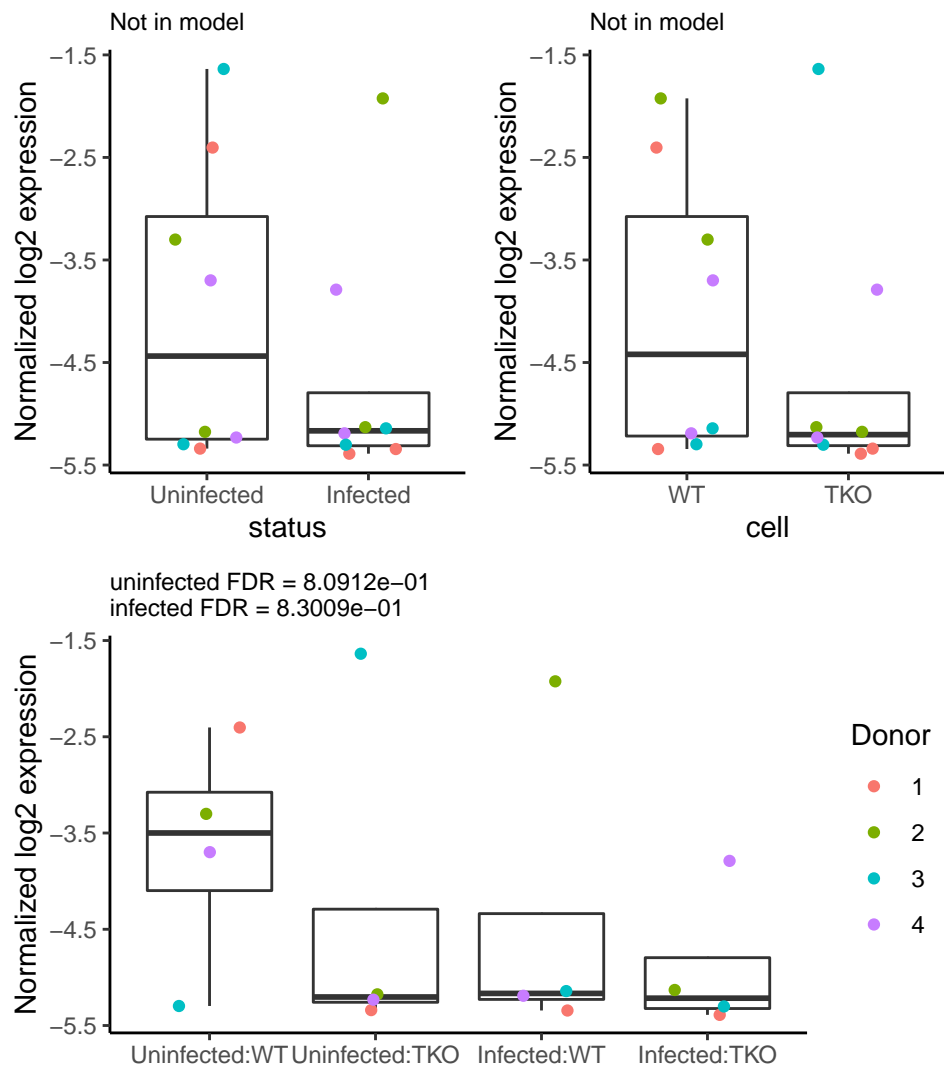 Not in model
Normalized log2 expression
−1.5
−2.5
−3.5
−4.5
−5.5
Uninfected
Infected
status
Not in model
Normalized log2 expression
−1.5
−2.5
−3.5
−4.5
−5.5
WT
TKO
cell
uninfected FDR = 8.0912e−01
infected FDR = 8.3009e−01
Normalized log2 expression
−1.5
−2.5
−3.5
−4.5
−5.5
Uninfected:WT
Uninfected:TKO
Infected:WT
Infected:TKO
Donor
1
2
3
4